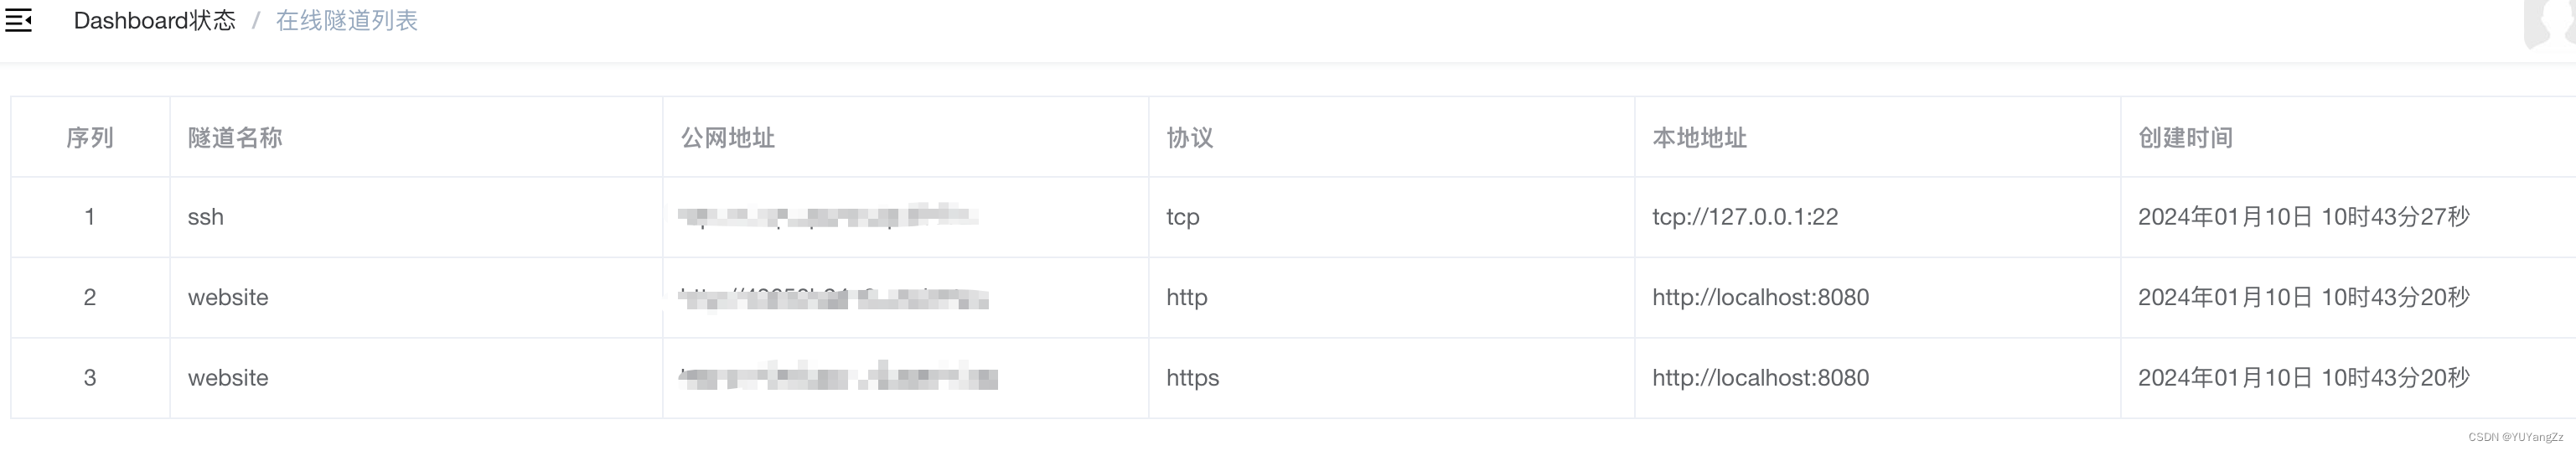 Dashboard状态 / 在线隧道列表
序列 隧道名称 公网地址 协议 本地地址 创建时间
1 ssh tcp tcp://127.0.0.1:22 2024年01月10日 10时43分27秒
2 website http http://localhost:8080 2024年01月10日 10时43分20秒
3 website https http://localhost:8080 2024年01月10日 10时43分20秒
CSDN @YUYangZz